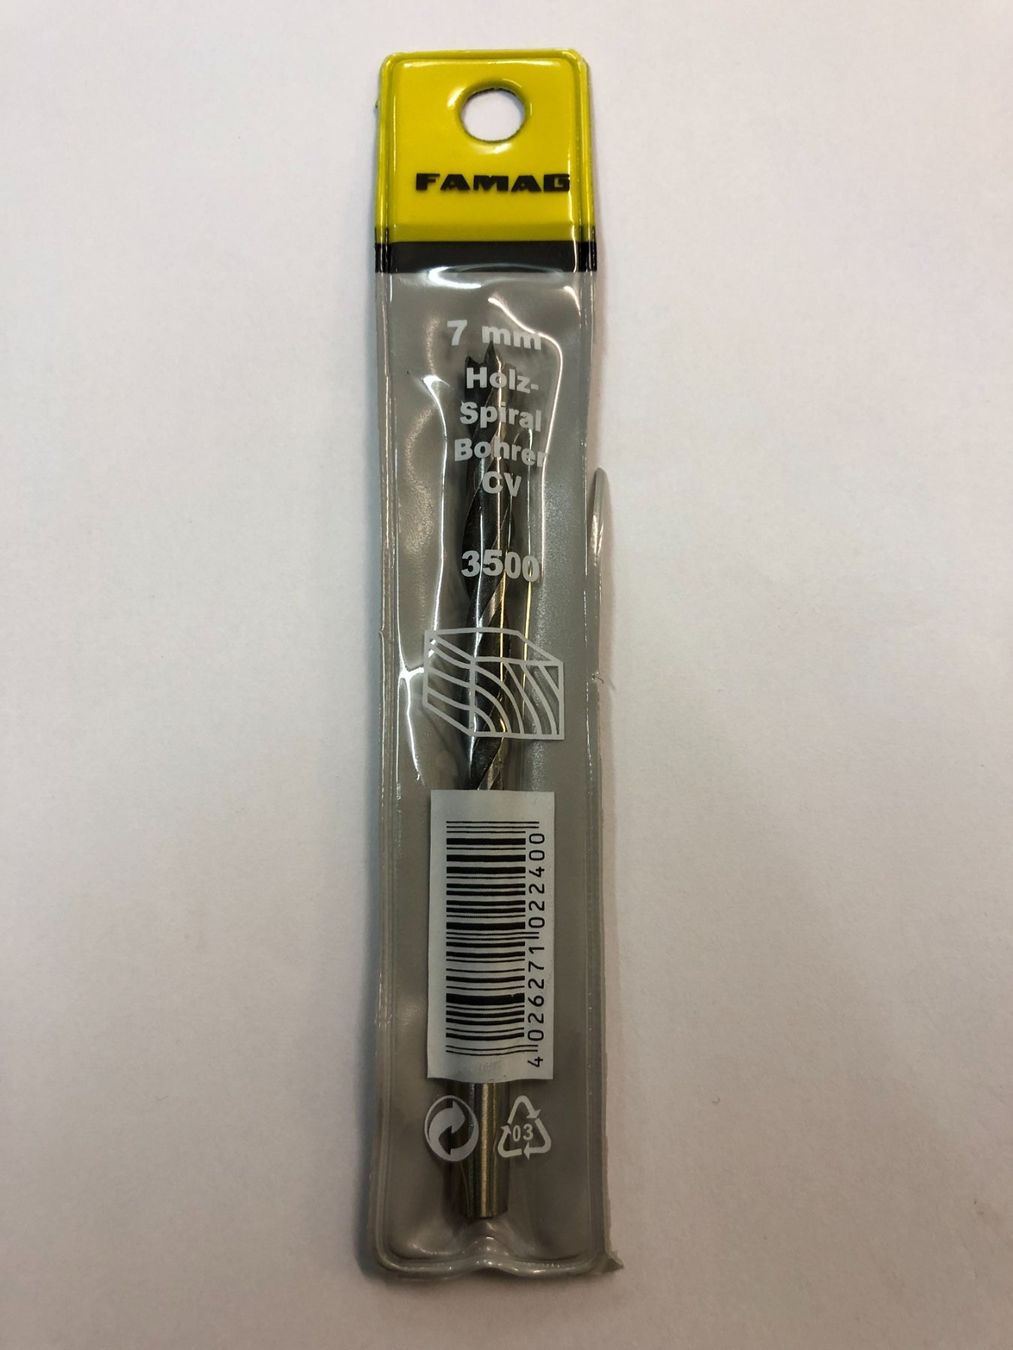 FAMAG
7 mm
Holz-
Spiral
Bohrer
CV
3500
4 026271 022400
03